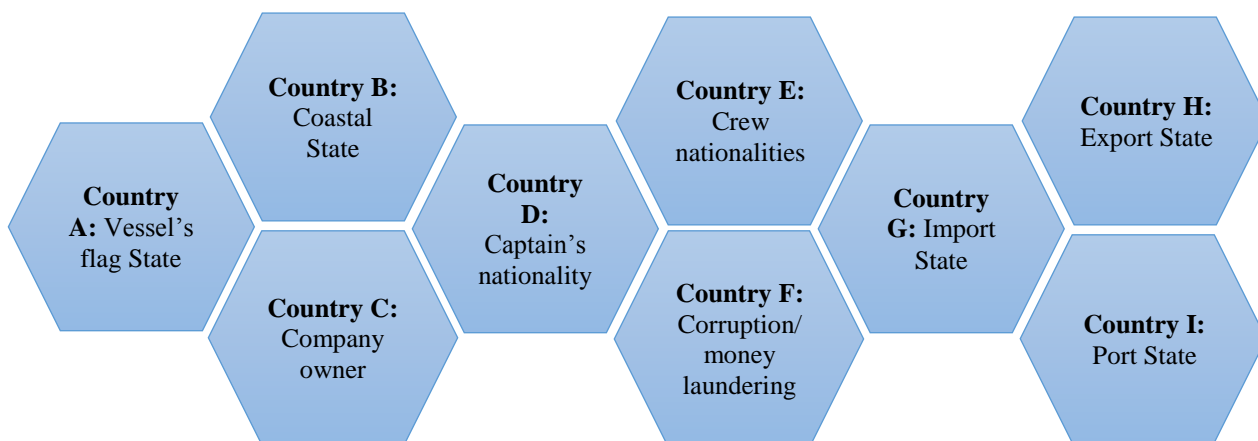 Country
A: Vessel’s
flag State
Country B:
Coastal
State
Country C:
Company
owner
Country
D:
Captain’s
nationality
Country E:
Crew
nationalities
Country F:
Corruption/
money
laundering
Country
G: Import
State
Country H:
Export State
Country I:
Port State